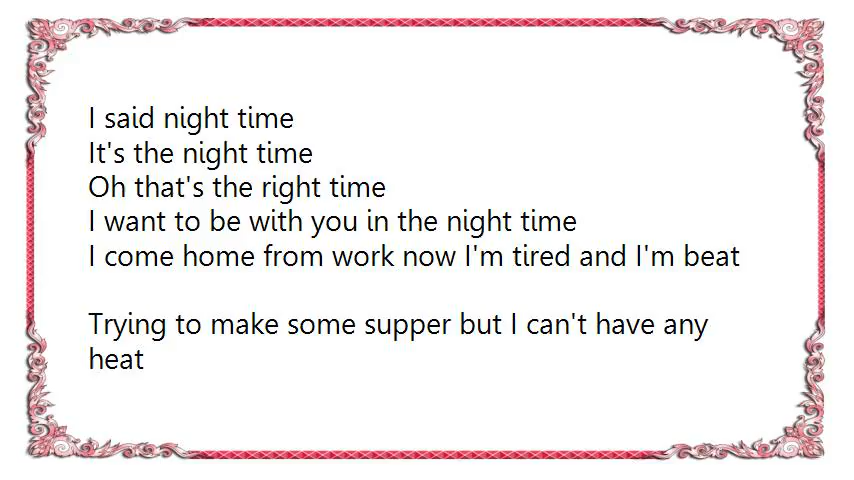 I said night time
It's the night time
Oh that's the right time
I want to be with you in the night time
I come home from work now I'm tired and I'm beat
Trying to make some supper but I can't have any
heat